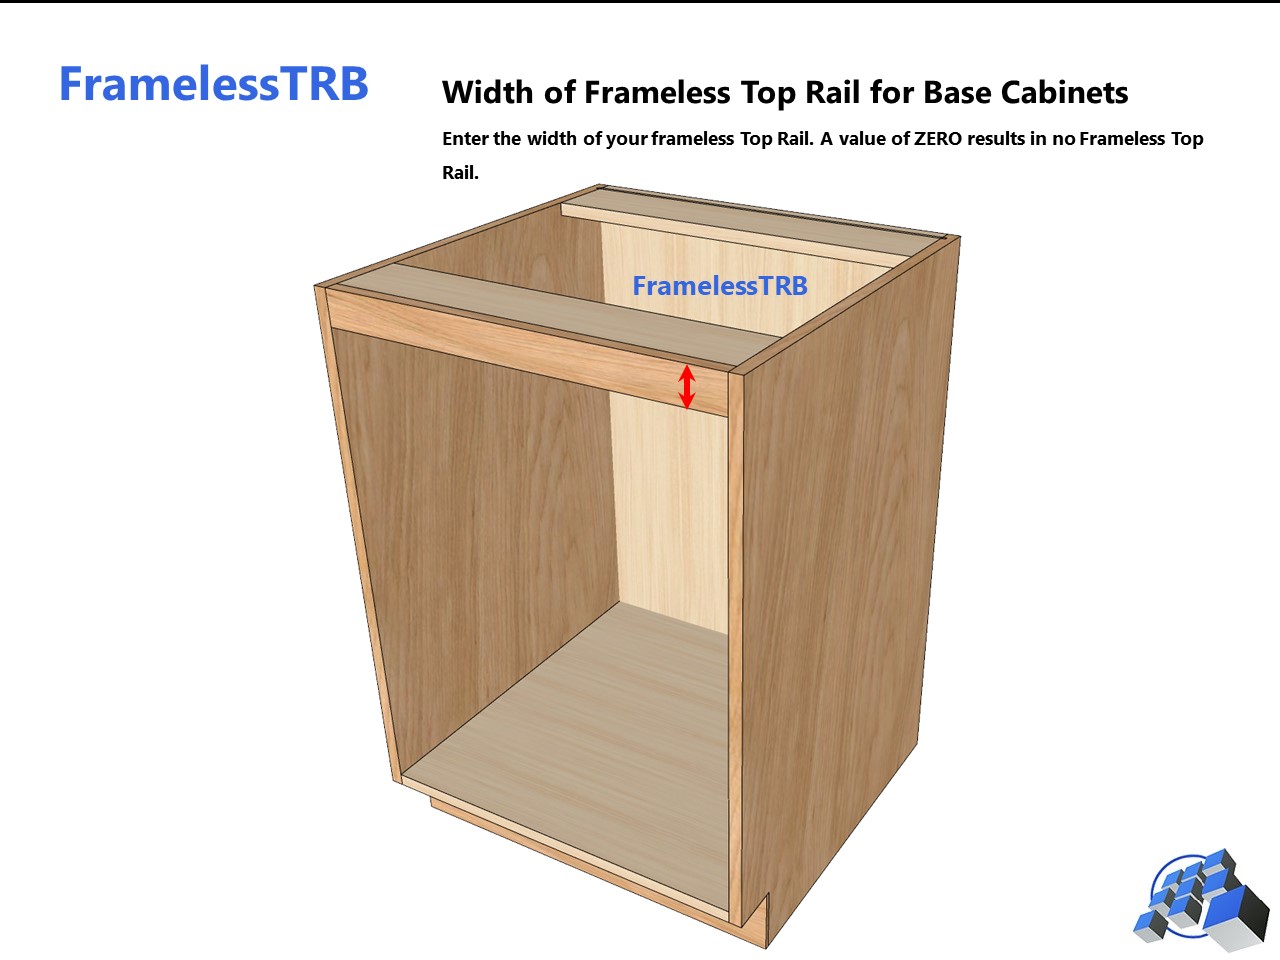 FramelessTRB
Width of Frameless Top Rail for Base Cabinets
Enter the width of your frameless Top Rail. A value of ZERO results in no Frameless Top
Rail.
FramelessTRB